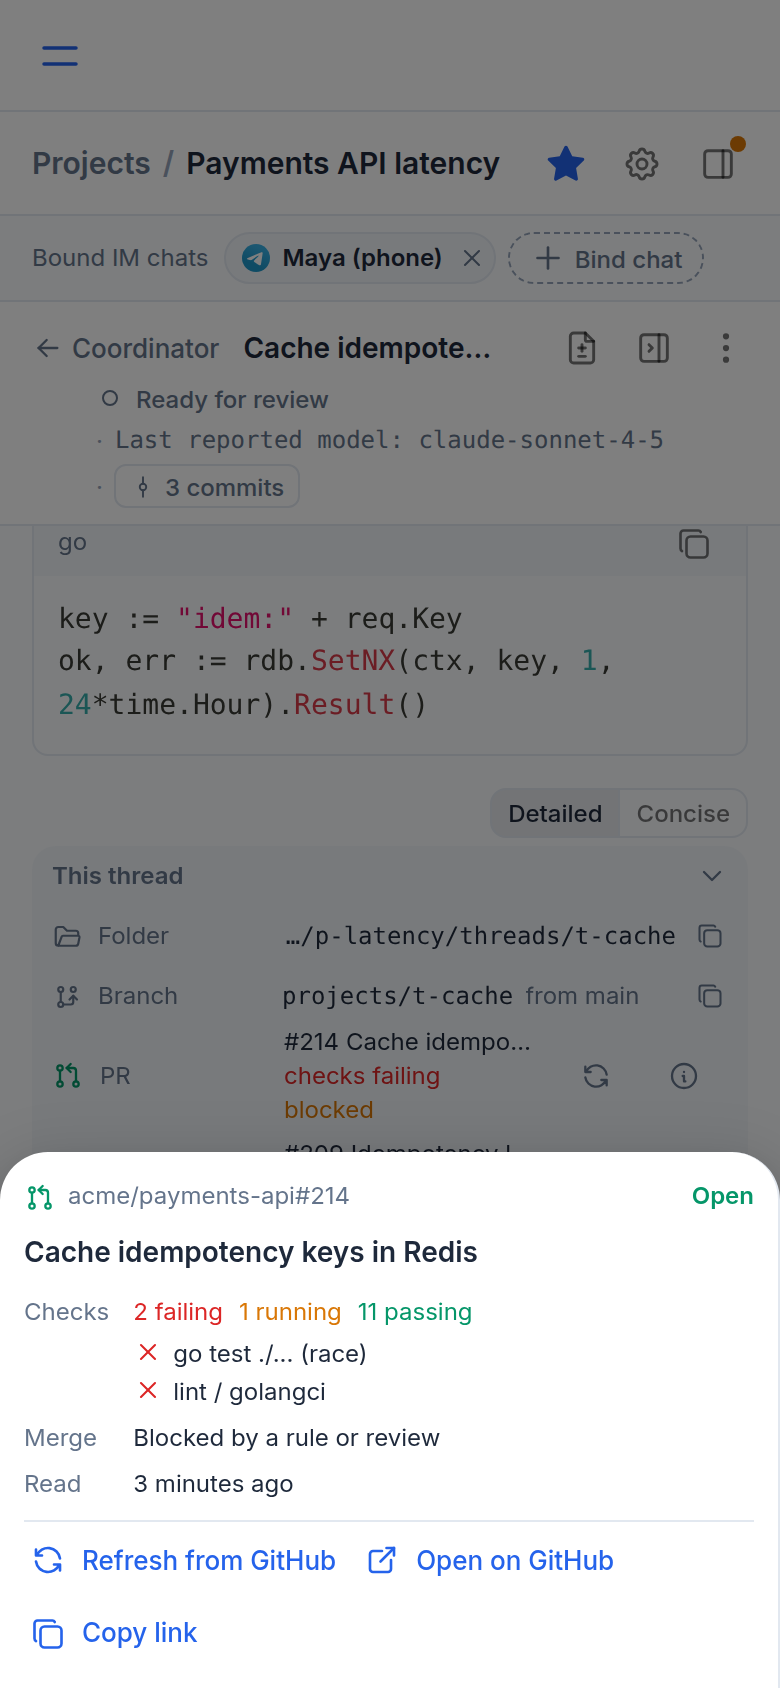 Projects / Payments API latency
Bound IM chats Maya (phone) Bind chat
Coordinator Cache idempote...
Ready for review
· Last reported model: claude-sonnet-4-5
· 3 commits
go
key := "idem:" + req.Key
ok, err := rdb.SetNX(ctx, key, 1,
24*time.Hour).Result()
Detailed Concise
This thread
Folder …/p-latency/threads/t-cache
Branch projects/t-cache from main
#214 Cache idempo...
PR checks failing
blocked
acme/payments-api#214 Open
Cache idempotency keys in Redis
Checks 2 failing 1 running 11 passing
go test ./... (race)
lint / golangci
Merge Blocked by a rule or review
Read 3 minutes ago
Refresh from GitHub Open on GitHub
Copy link